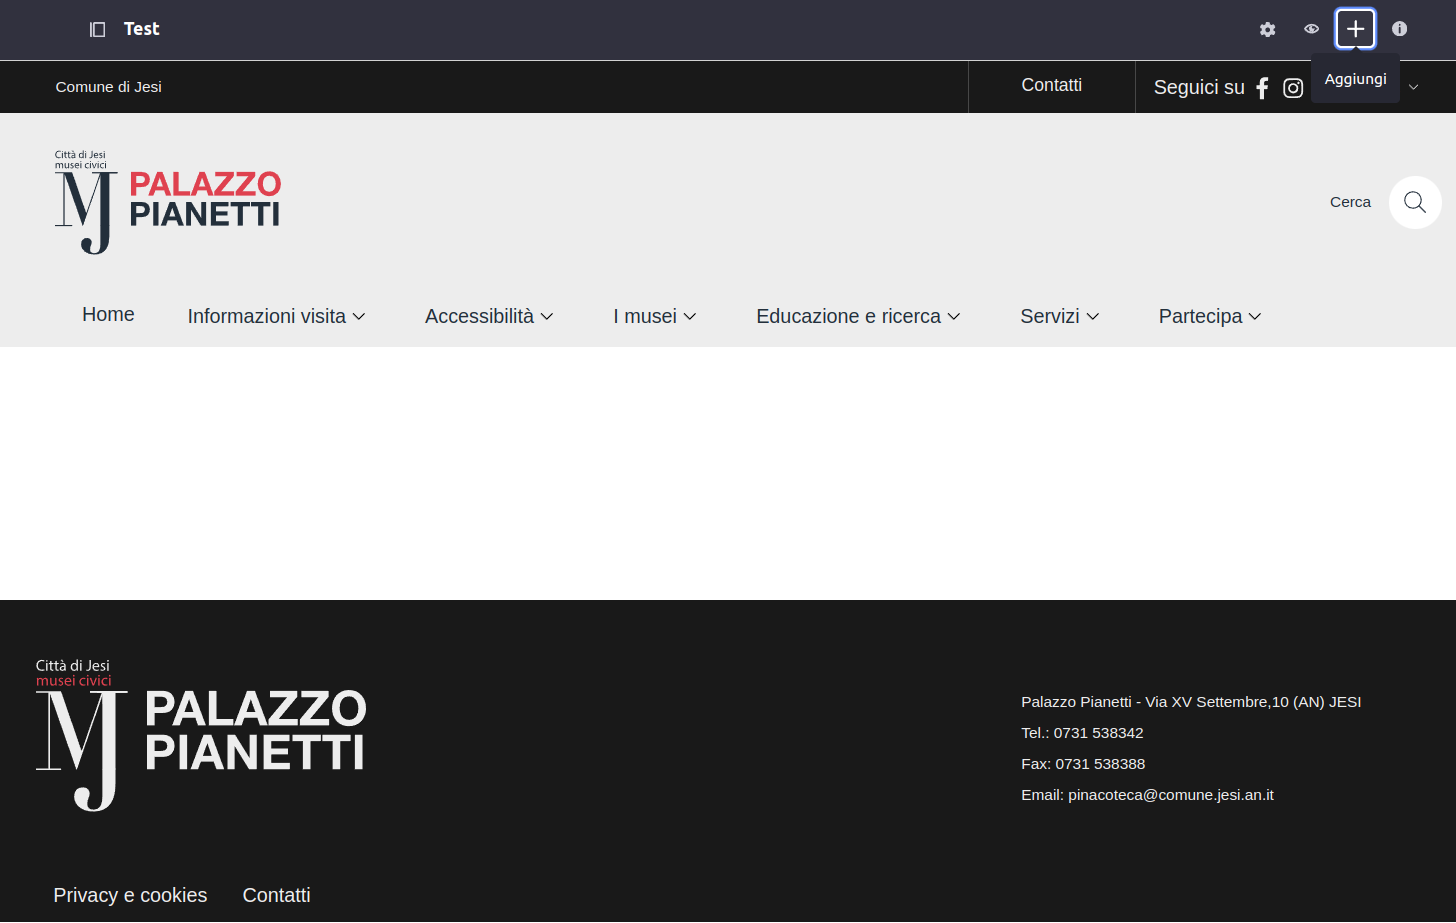 Test
Aggiungi
Comune di Jesi
Contatti
Seguici su
Città di Jesi
musei civici
MJ
PALAZZO
PIANETTI
Cerca
Home
Informazioni visita
Accessibilità
I musei
Educazione e ricerca
Servizi
Partecipa
Città di Jesi
musei civici
MJ
PALAZZO
PIANETTI
Palazzo Pianetti - Via XV Settembre,10 (AN) JESI
Tel.: 0731 538342
Fax: 0731 538388
Email: pinacoteca@comune.jesi.an.it
Privacy e cookies
Contatti